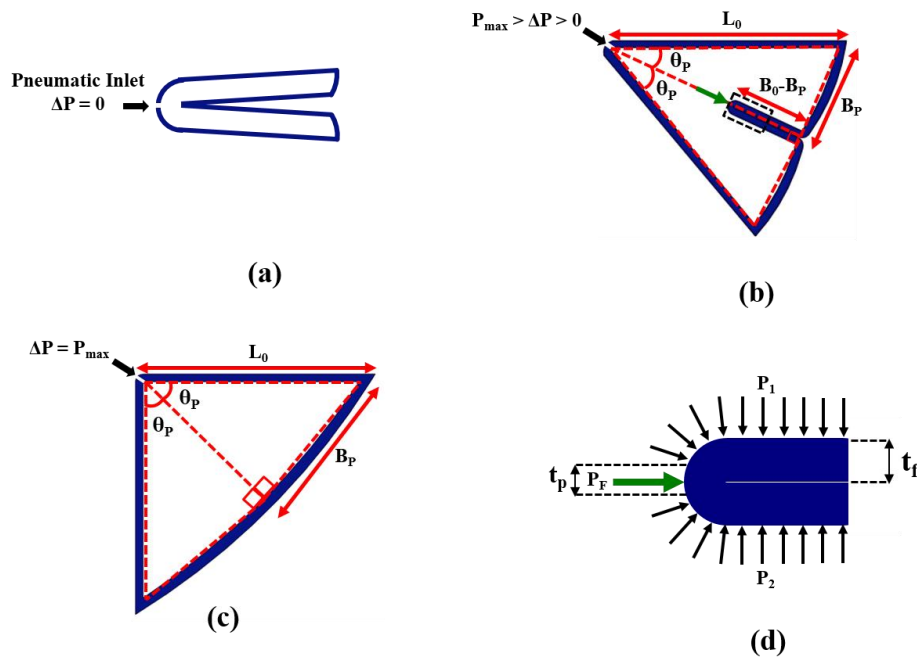 Pneumatic Inlet
ΔP = 0
(a)
Pmax > ΔP > 0
L0
θP
θP
B0-BP
BP
(b)
ΔP = Pmax
L0
θP
θP
BP
(c)
P1
tp
PF
tf
P2
(d)